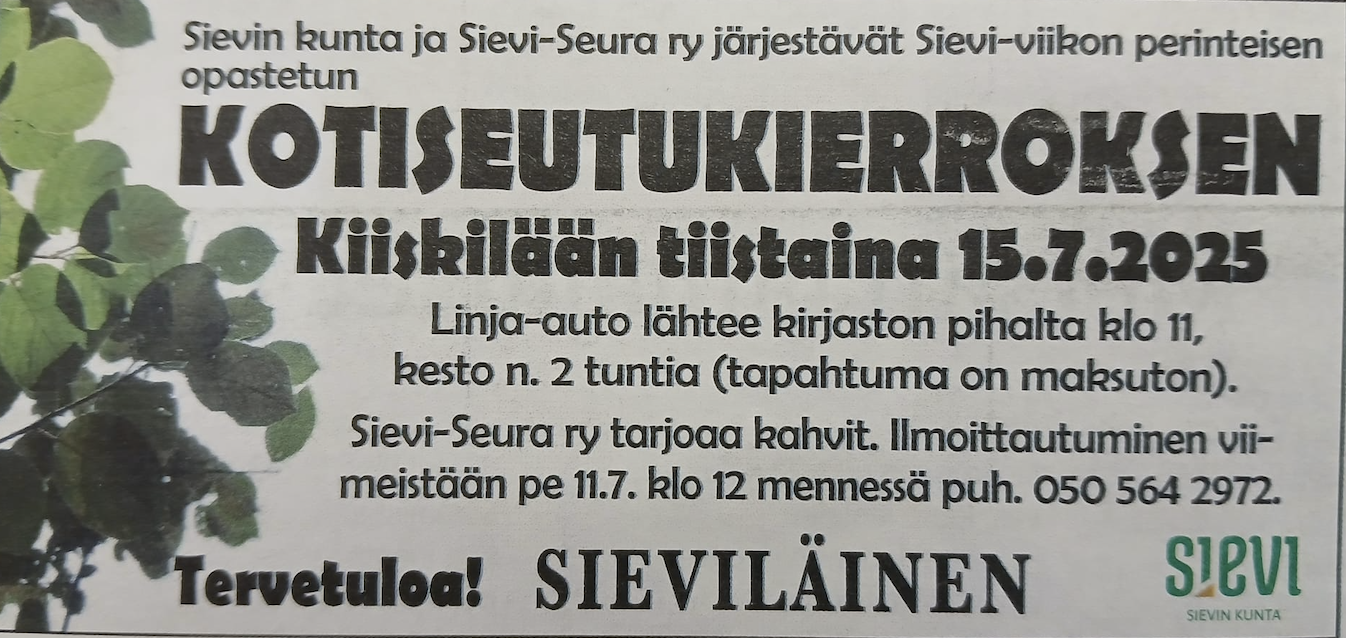 Sievin kunta ja Sievi-Seura ry järjestävät Sievi-viikon perinteisen
opastetun
KOTISEUTUKIERROKSEN
Kiiskilään tiistaina 15.7.2025
Linja-auto lähtee kirjaston pihalta klo 11,
kesto n. 2 tuntia (tapahtuma on maksuton).
Sievi-Seura ry tarjoaa kahvit. Ilmoittautuminen vii-
meistään pe 11.7. klo 12 mennessä puh. 050 564 2972.
Tervetuloa! SIEVILÄINEN
SIEVI
SIEVIN KUNTA